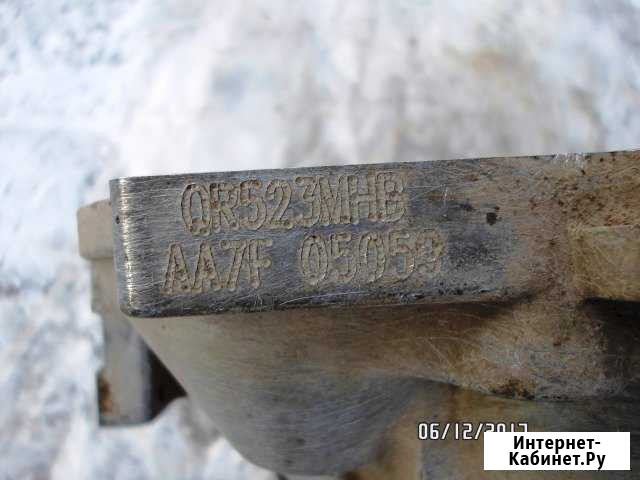 QR523MHB
AA7F 05059
06/12/2017
Интернет-
Кабинет.Ру